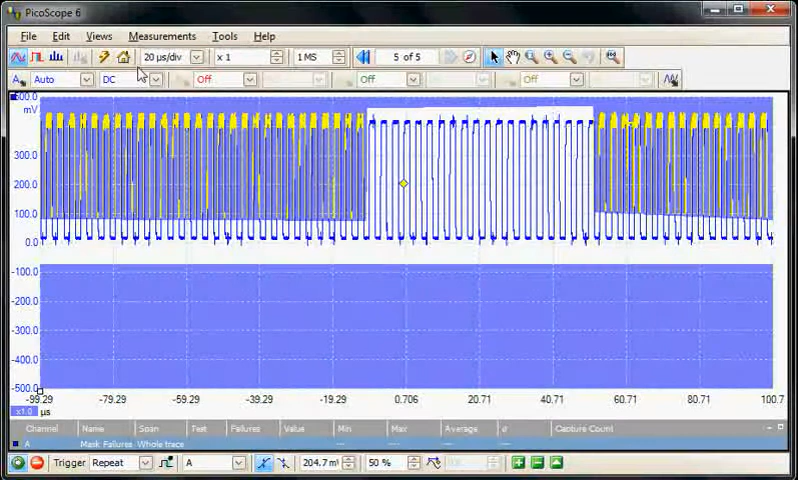 PicoScope 6
File Edit Views Measurements Tools Help
20 µs/div x 1 1 MS 5 of 5
A Auto DC Off Off Off
500.0
mV
300.0
200.0
100.0
0.0
-100.0
-200.0
-300.0
-400.0
-500.0
-99.29 -79.29 -59.29 -39.29 -19.29 0.706 20.71 40.71 60.71 80.71 100.7
x1.0 µs
Channel Name Span Test Failures Value Min Max Average σ Capture Count
A Mask Failures Whole trace --- --- --- ---
Trigger Repeat A 204.7 mV 50 %